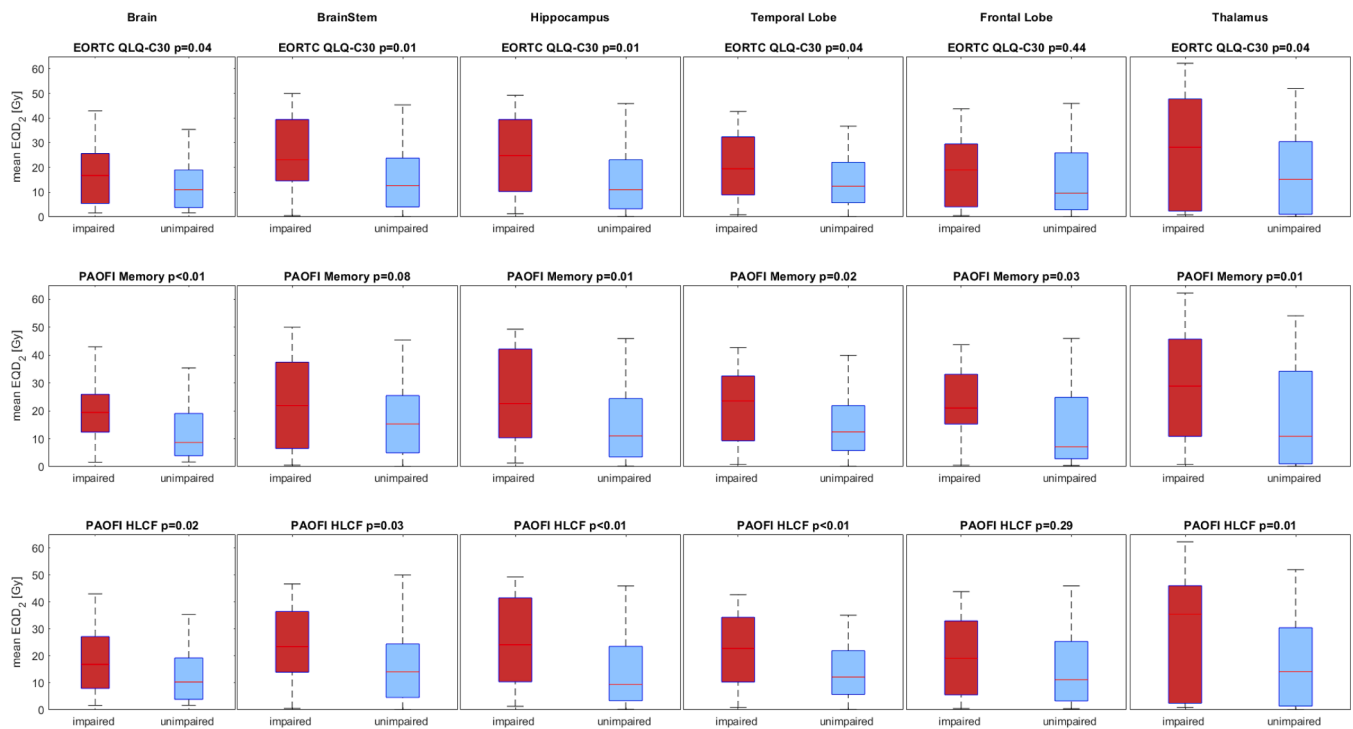 Brain BrainStem Hippocampus Temporal Lobe Frontal Lobe Thalamus
EORTC QLQ-C30 p=0.04 EORTC QLQ-C30 p=0.01 EORTC QLQ-C30 p=0.01 EORTC QLQ-C30 p=0.04 EORTC QLQ-C30 p=0.44 EORTC QLQ-C30 p=0.04
60
50
40
30
20
10
0
mean EQD2 [Gy]
impaired unimpaired impaired unimpaired impaired unimpaired impaired unimpaired impaired unimpaired impaired unimpaired
PAOFI Memory p<0.01 PAOFI Memory p=0.08 PAOFI Memory p=0.01 PAOFI Memory p=0.02 PAOFI Memory p=0.03 PAOFI Memory p=0.01
60
50
40
30
20
10
0
mean EQD2 [Gy]
impaired unimpaired impaired unimpaired impaired unimpaired impaired unimpaired impaired unimpaired impaired unimpaired
PAOFI HLCF p=0.02 PAOFI HLCF p=0.03 PAOFI HLCF p<0.01 PAOFI HLCF p<0.01 PAOFI HLCF p=0.29 PAOFI HLCF p=0.01
60
50
40
30
20
10
0
mean EQD2 [Gy]
impaired unimpaired impaired unimpaired impaired unimpaired impaired unimpaired impaired unimpaired impaired unimpaired